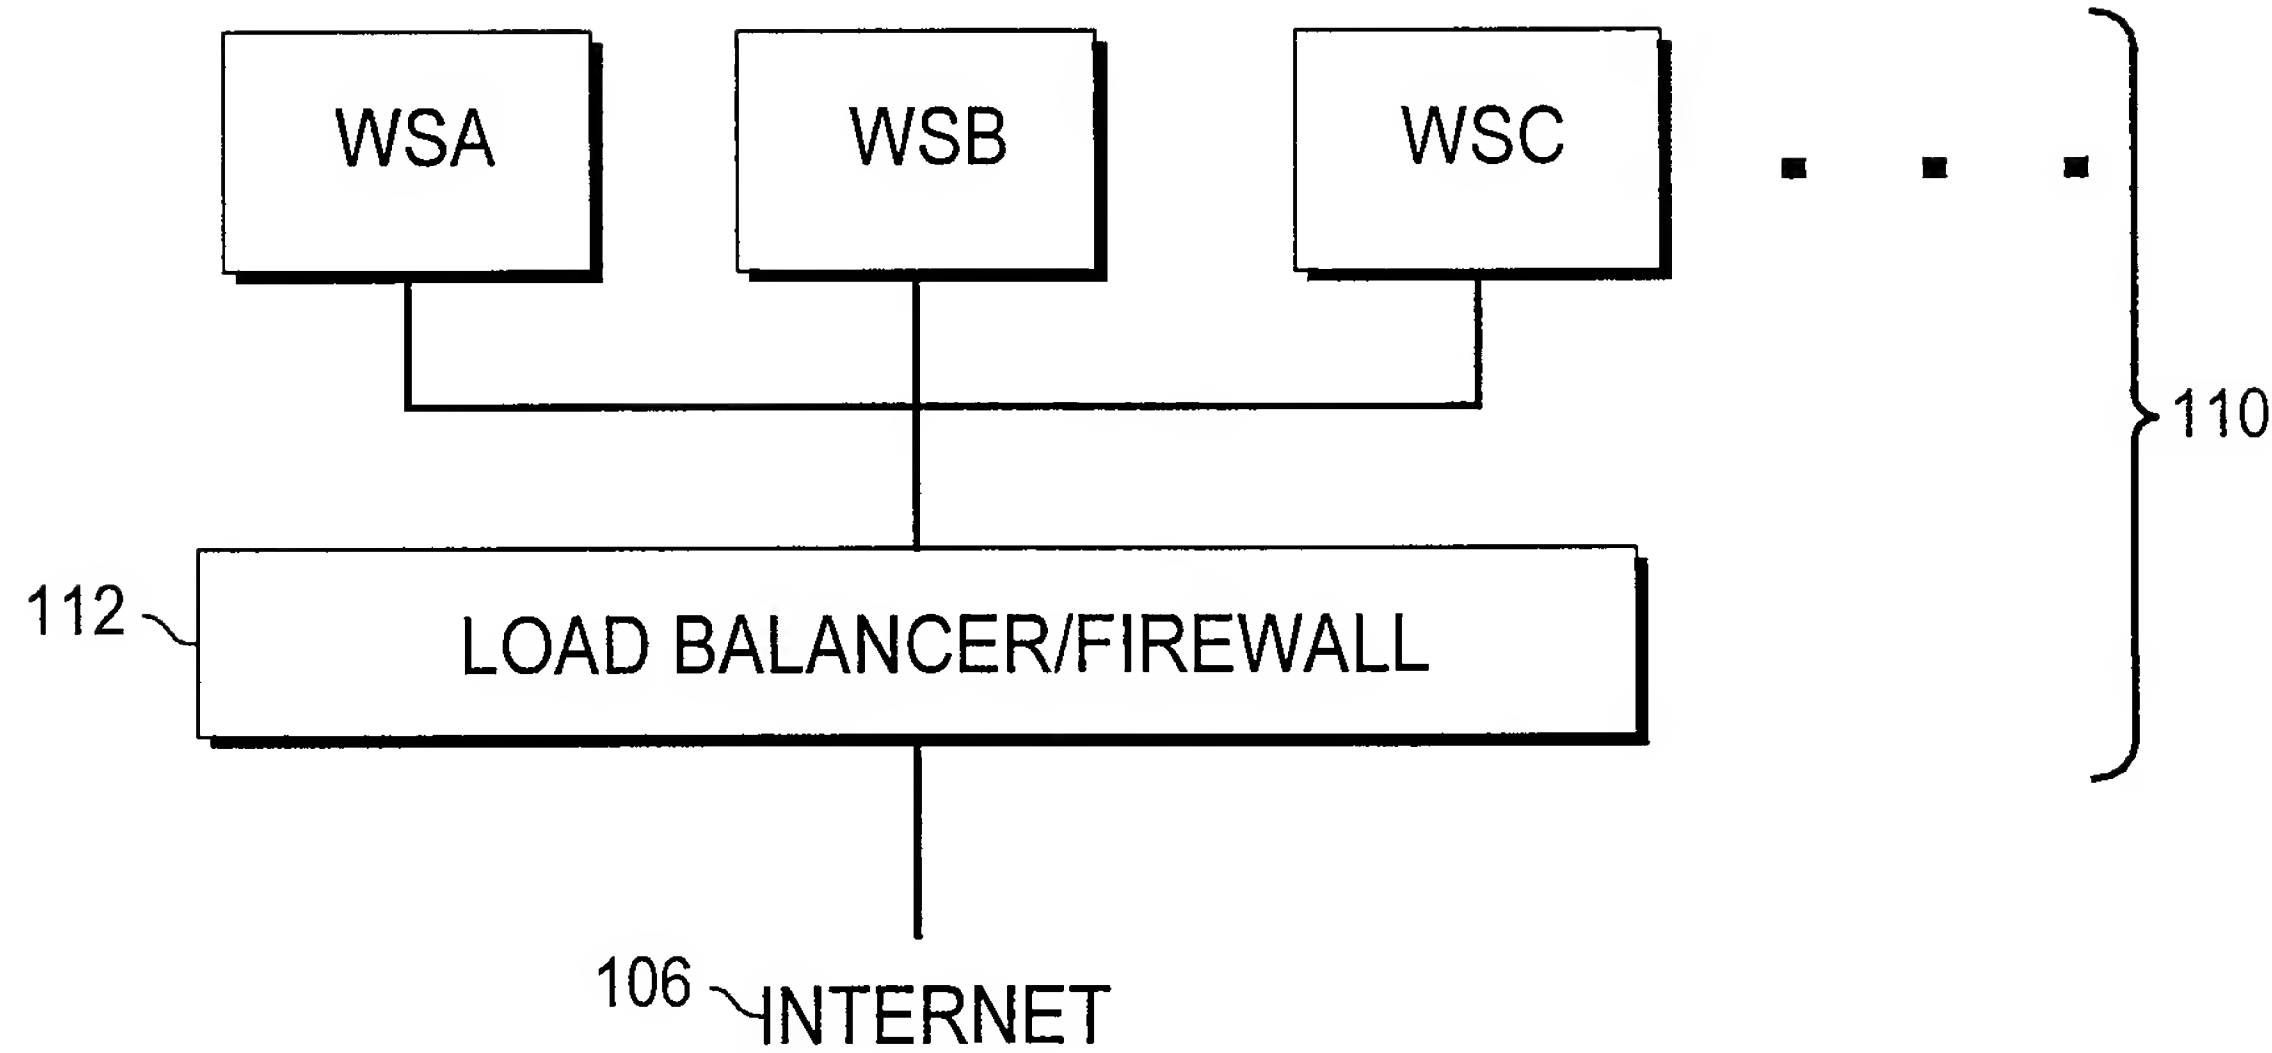 WSA WSB WSC
110
112 LOAD BALANCER/FIREWALL
106 INTERNET